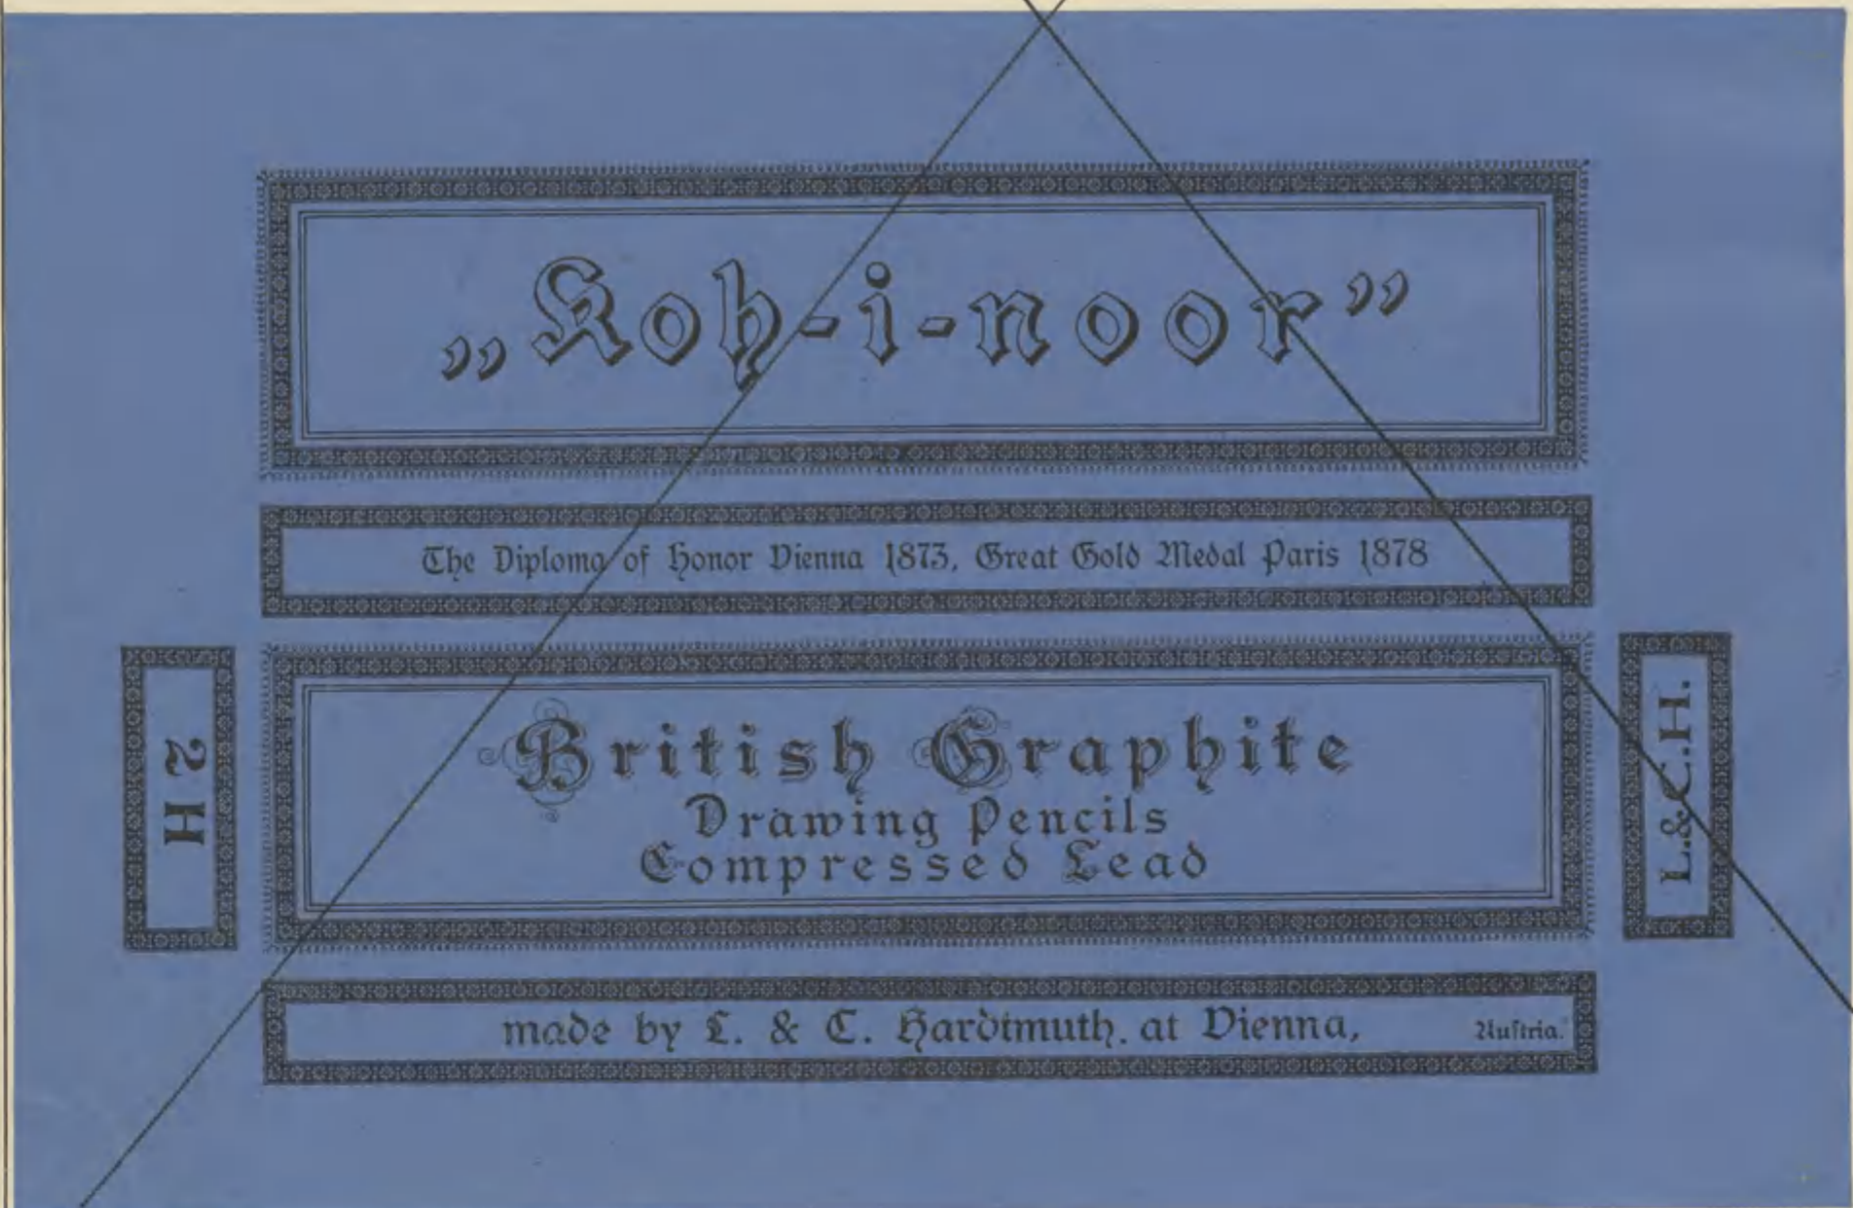 „Koh-i-noor”
The Diploma of Honor Vienna 1873, Great Gold Medal Paris 1878
2 H
British Graphite
Drawing Pencils
Compressed Lead
L.&C.H.
made by L. & C. Hardtmuth. at Vienna, Austria.